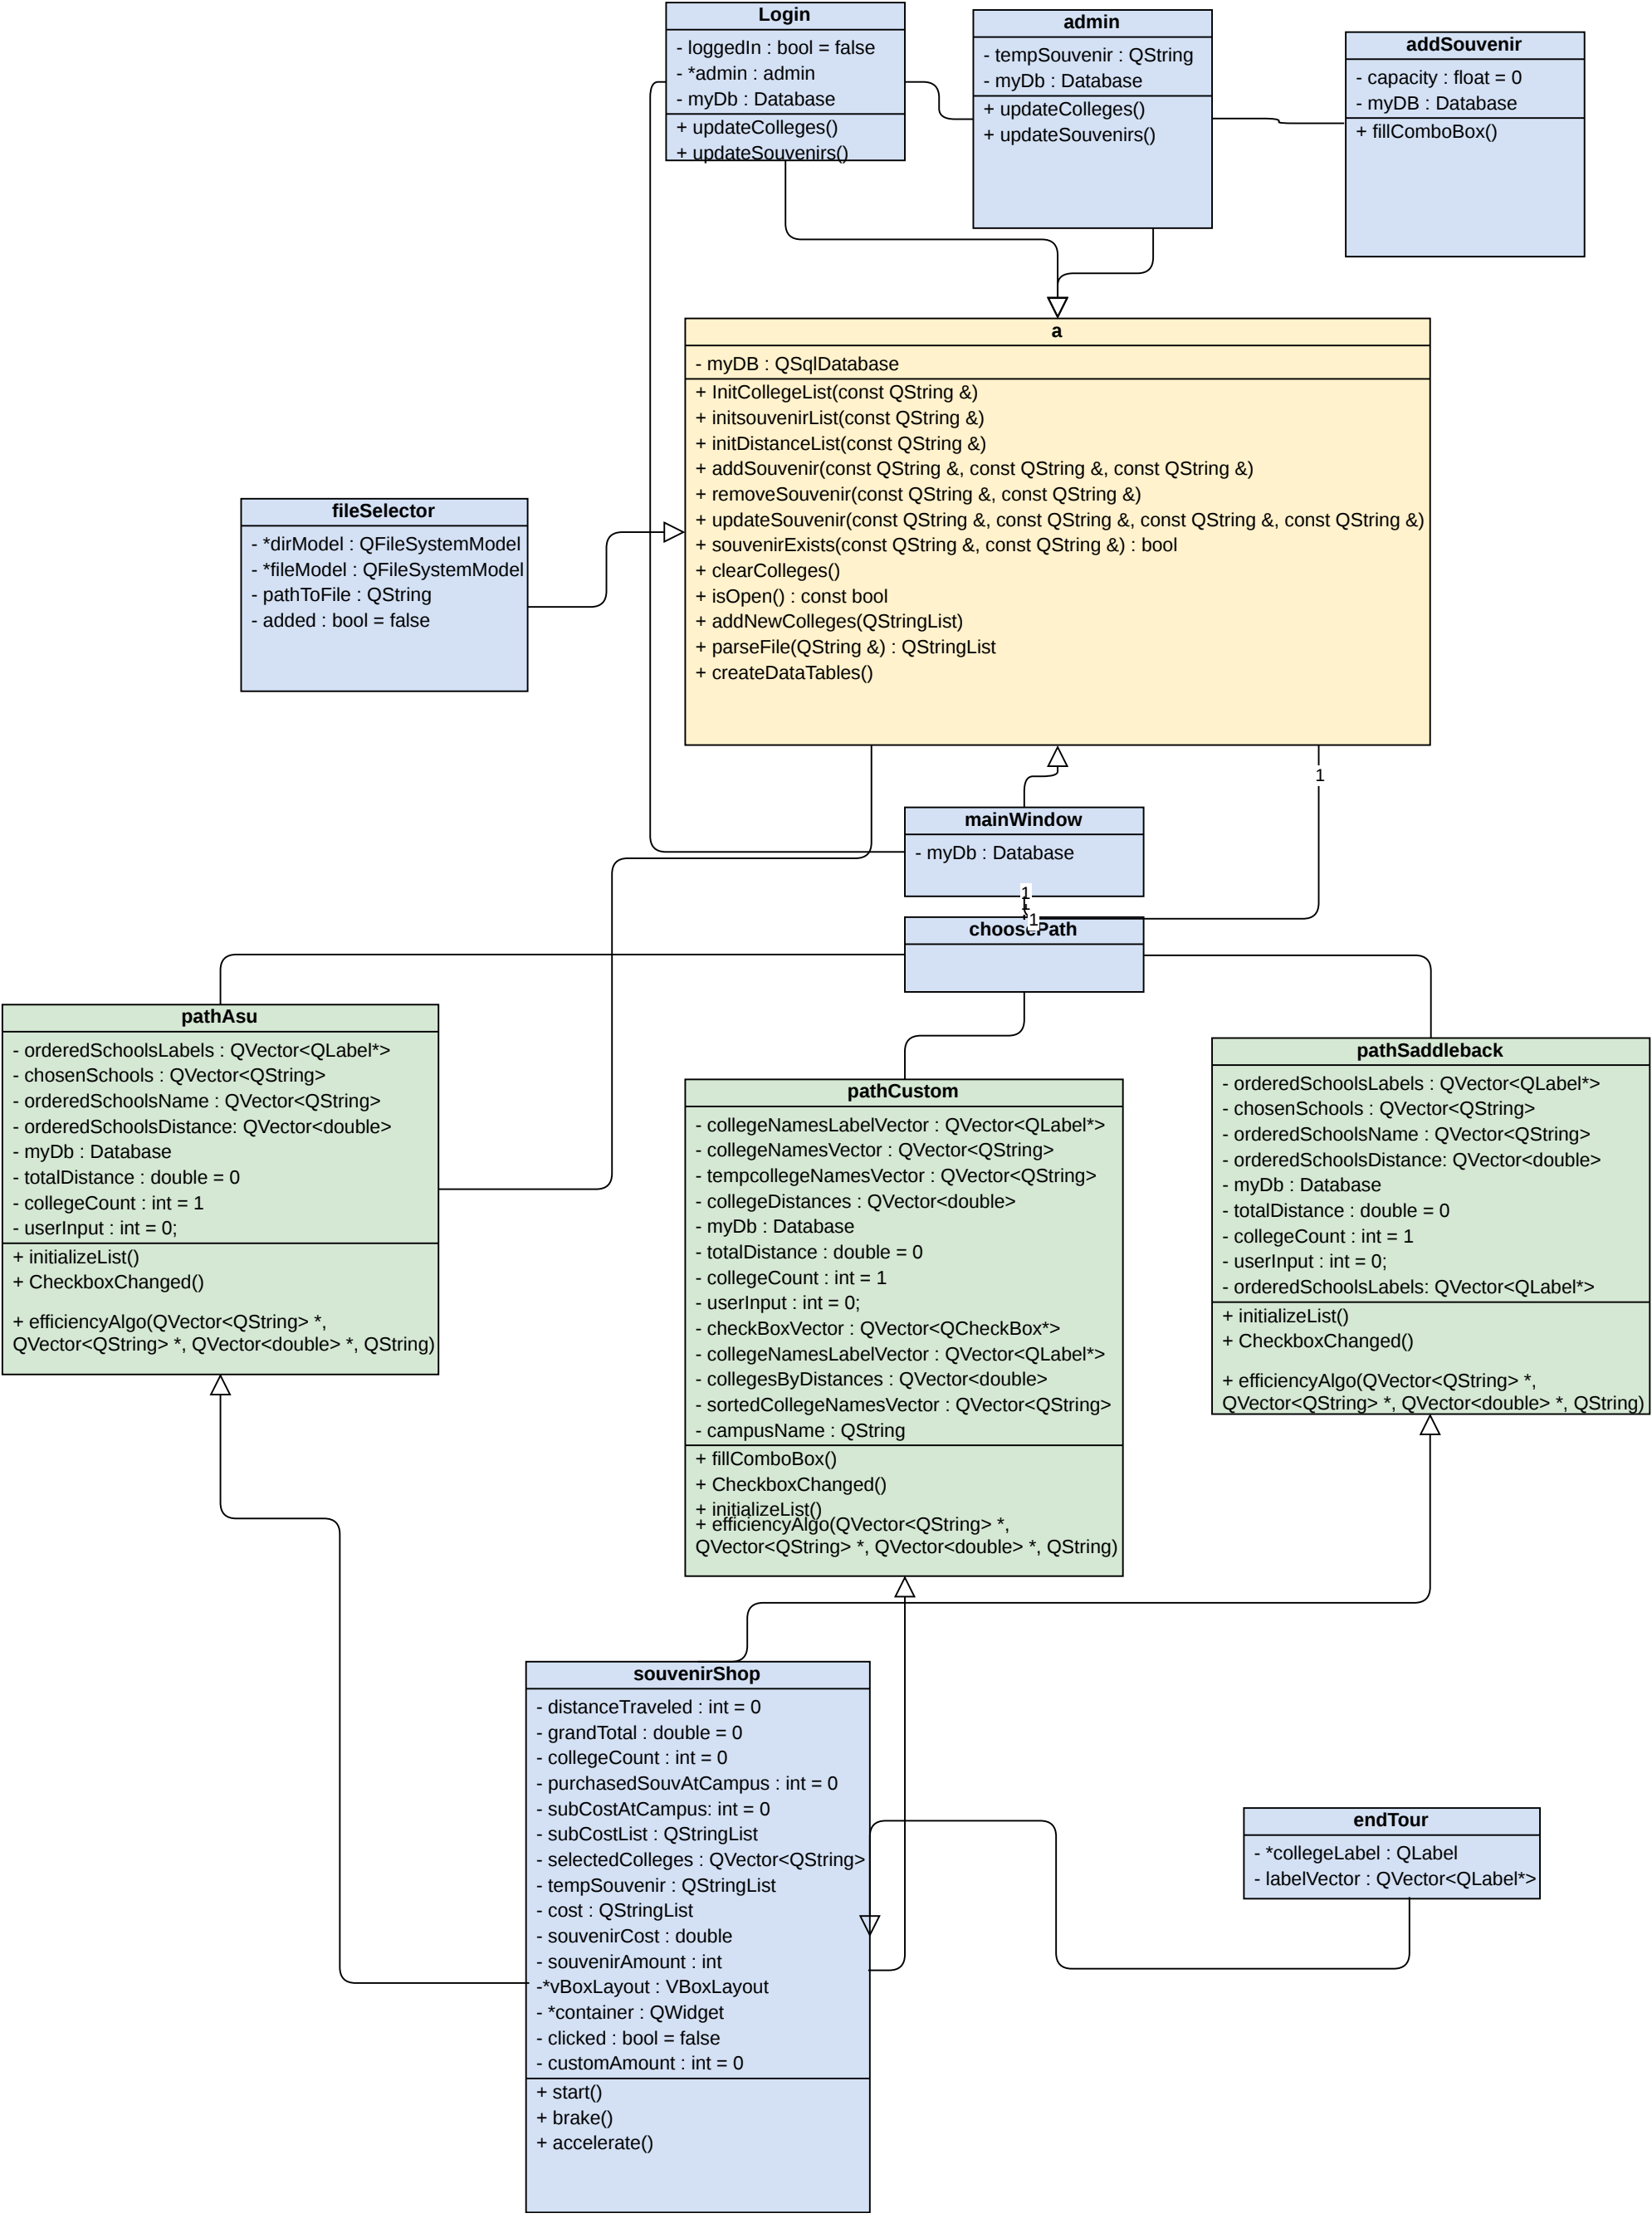 Login
- loggedIn : bool = false
- *admin : admin
- myDb : Database
+ updateColleges()
+ updateSouvenirs()
admin
- tempSouvenir : QString
- myDb : Database
+ updateColleges()
+ updateSouvenirs()
addSouvenir
- capacity : float = 0
- myDB : Database
+ fillComboBox()
a
- myDB : QSqlDatabase
+ InitCollegeList(const QString &)
+ initsouvenirList(const QString &)
+ initDistanceList(const QString &)
+ addSouvenir(const QString &, const QString &, const QString &)
+ removeSouvenir(const QString &, const QString &)
+ updateSouvenir(const QString &, const QString &, const QString &, const QString &)
+ souvenirExists(const QString &, const QString &) : bool
+ clearColleges()
+ isOpen() : const bool
+ addNewColleges(QStringList)
+ parseFile(QString &) : QStringList
+ createDataTables()
fileSelector
- *dirModel : QFileSystemModel
- *fileModel : QFileSystemModel
- pathToFile : QString
- added : bool = false
1
mainWindow
- myDb : Database
1
1
1
choosePath
pathAsu
- orderedSchoolsLabels : QVector<QLabel*>
- chosenSchools : QVector<QString>
- orderedSchoolsName : QVector<QString>
- orderedSchoolsDistance: QVector<double>
- myDb : Database
- totalDistance : double = 0
- collegeCount : int = 1
- userInput : int = 0;
+ initializeList()
+ CheckboxChanged()
+ efficiencyAlgo(QVector<QString> *,
QVector<QString> *, QVector<double> *, QString)
pathCustom
- collegeNamesLabelVector : QVector<QLabel*>
- collegeNamesVector : QVector<QString>
- tempcollegeNamesVector : QVector<QString>
- collegeDistances : QVector<double>
- myDb : Database
- totalDistance : double = 0
- collegeCount : int = 1
- userInput : int = 0;
- checkBoxVector : QVector<QCheckBox*>
- collegeNamesLabelVector : QVector<QLabel*>
- collegesByDistances : QVector<double>
- sortedCollegeNamesVector : QVector<QString>
- campusName : QString
+ fillComboBox()
+ CheckboxChanged()
+ initializeList()
+ efficiencyAlgo(QVector<QString> *,
QVector<QString> *, QVector<double> *, QString)
pathSaddleback
- orderedSchoolsLabels : QVector<QLabel*>
- chosenSchools : QVector<QString>
- orderedSchoolsName : QVector<QString>
- orderedSchoolsDistance: QVector<double>
- myDb : Database
- totalDistance : double = 0
- collegeCount : int = 1
- userInput : int = 0;
- orderedSchoolsLabels: QVector<QLabel*>
+ initializeList()
+ CheckboxChanged()
+ efficiencyAlgo(QVector<QString> *,
QVector<QString> *, QVector<double> *, QString)
souvenirShop
- distanceTraveled : int = 0
- grandTotal : double = 0
- collegeCount : int = 0
- purchasedSouvAtCampus : int = 0
- subCostAtCampus: int = 0
- subCostList : QStringList
- selectedColleges : QVector<QString>
- tempSouvenir : QStringList
- cost : QStringList
- souvenirCost : double
- souvenirAmount : int
-*vBoxLayout : VBoxLayout
- *container : QWidget
- clicked : bool = false
- customAmount : int = 0
+ start()
+ brake()
+ accelerate()
endTour
- *collegeLabel : QLabel
- labelVector : QVector<QLabel*>